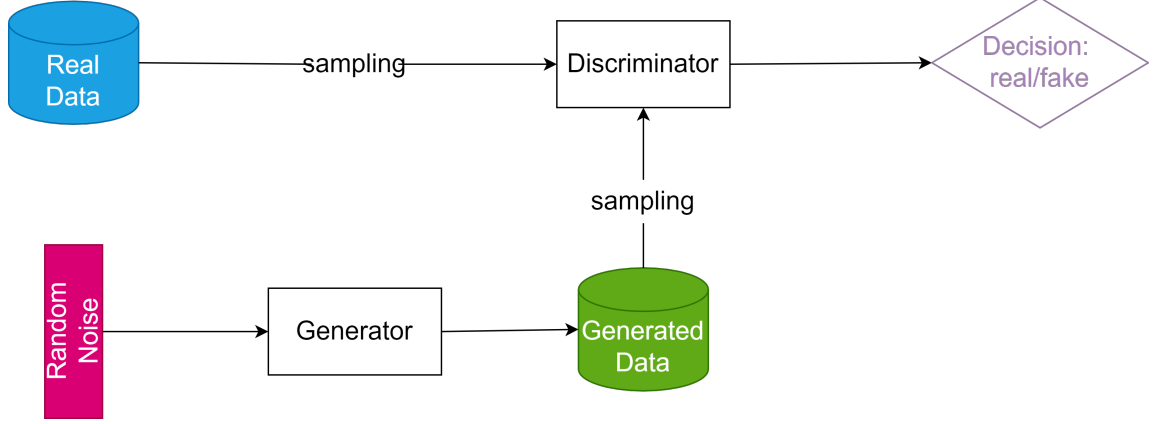 Real
Data
sampling
Discriminator
Decision:
real/fake
sampling
Random
Noise
Generator
Generated
Data